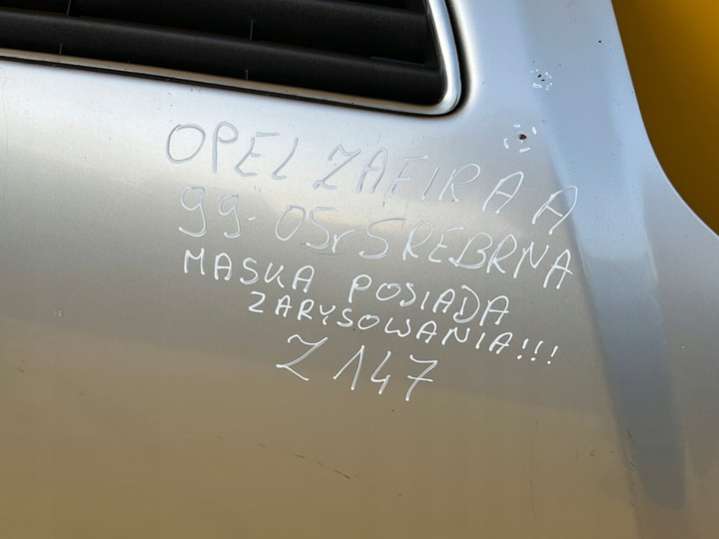 OPEL ZAFIRA A
99-05r SREBRNA
MASKA POSIADA
ZARYSOWANIA!!!
Z147